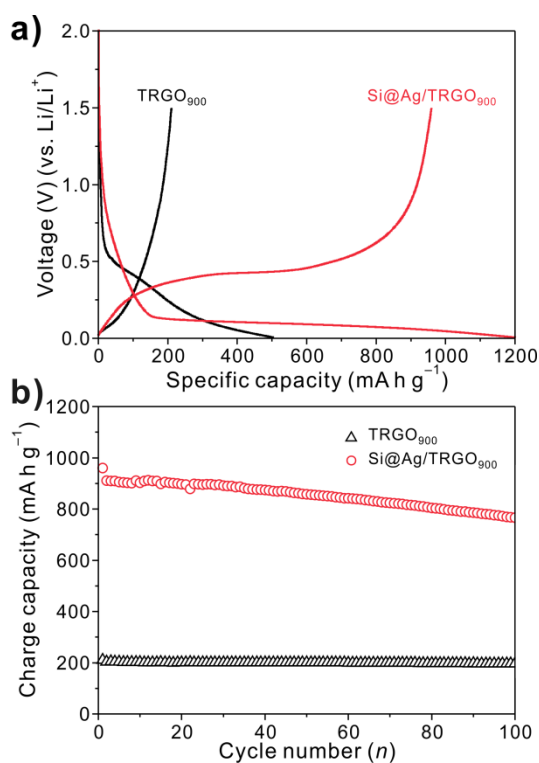 a)
2.0
1.5
1.0
0.5
0.0
Voltage (V) (vs. Li/Li⁺)
TRGO₉₀₀
Si@Ag/TRGO₉₀₀
0 200 400 600 800 1000 1200
Specific capacity (mA h g⁻¹)
b)
1200
1000
800
600
400
200
0
Charge capacity (mA h g⁻¹)
TRGO₉₀₀
Si@Ag/TRGO₉₀₀
0 20 40 60 80 100
Cycle number (n)